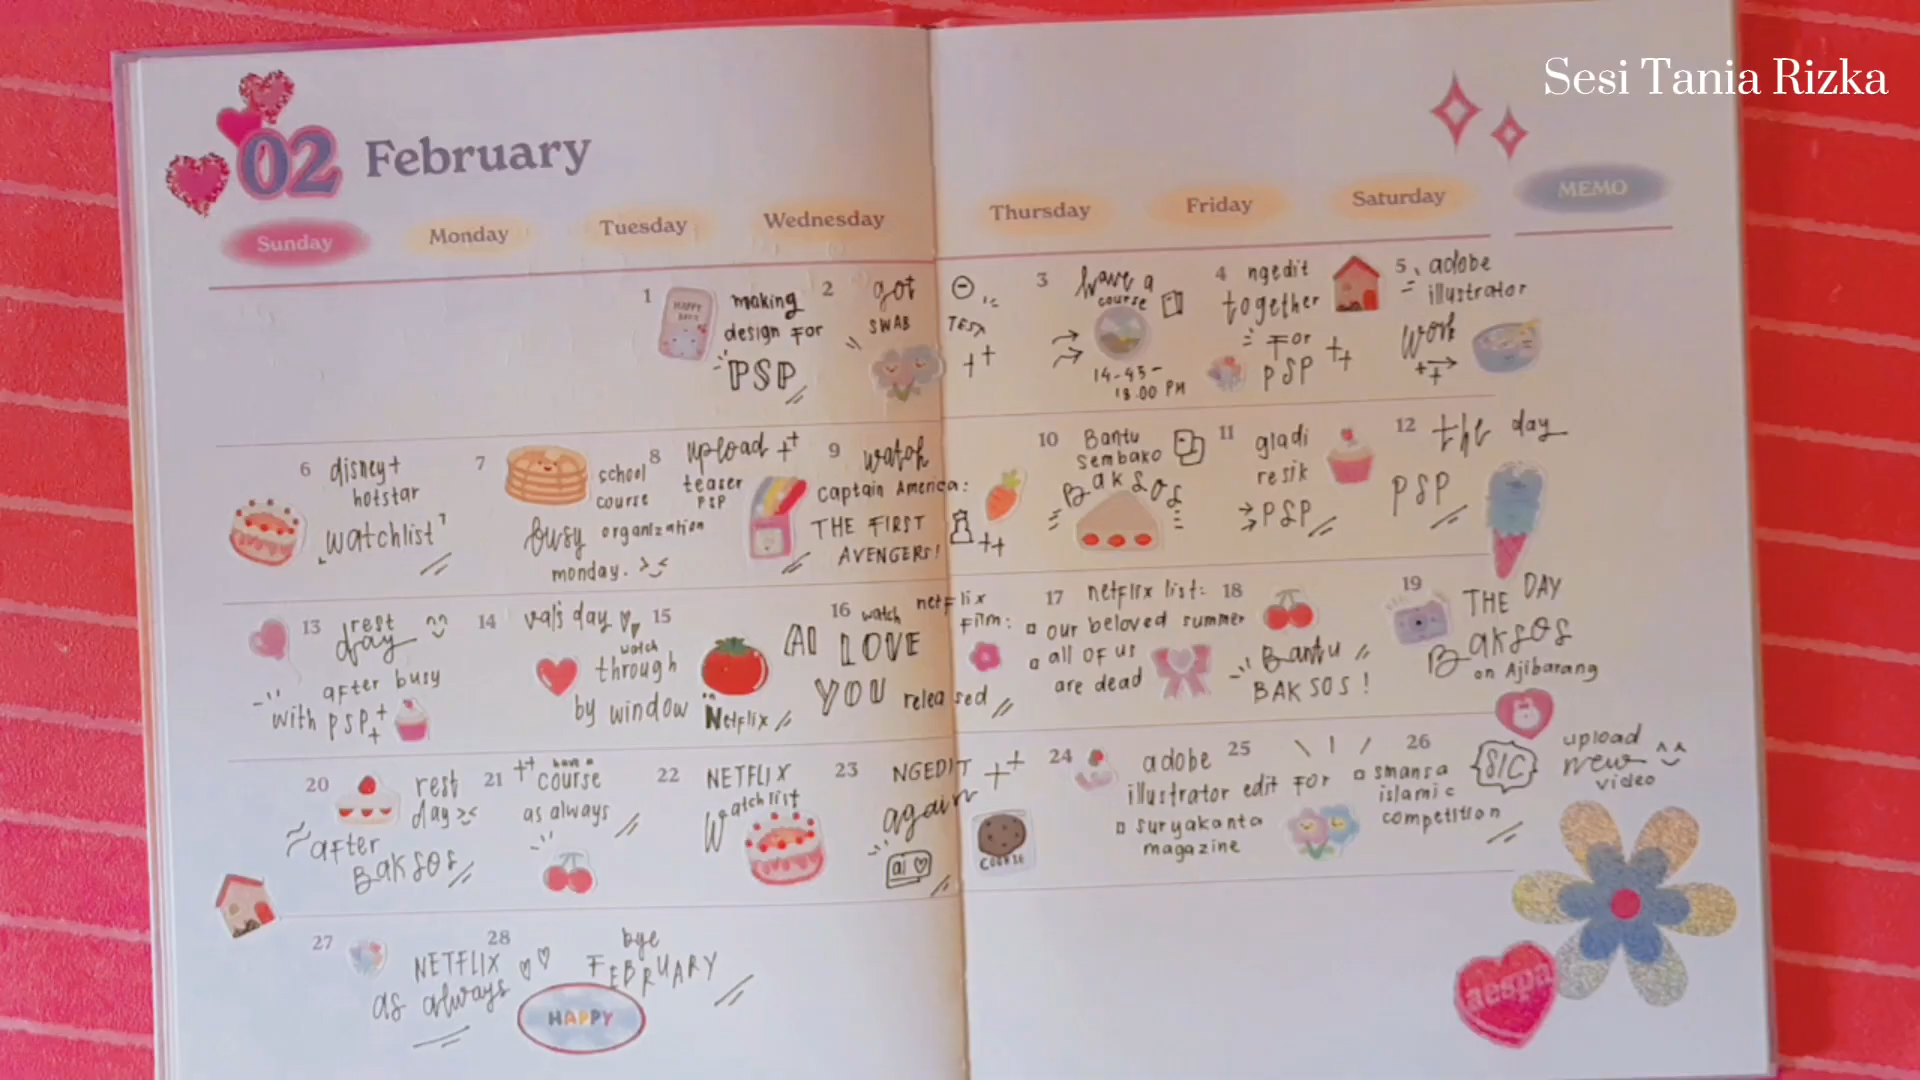 Sesi Tania Rizka
02 February
MEMO
Sunday Monday Tuesday Wednesday Thursday Friday Saturday
1
HAPPY
making
design for
PSP
2
got
SWAB
TEST
3
have a
course
14-45-
18.00 PM
4
ngedit
together
for
PSP
5
adobe
illustrator
work
6
disney+
hotstar
watchlist
7
school
course
busy organization
monday.
8
upload
teaser
PSP
9
watch
captain America:
THE FIRST
AVENGERS!
10
Bantu
Sembako
BAKSOS
11
gladi
resik
PSP
12
the day
PSP
13
rest
day
after busy
with PSP
14
val's day
watch
through
by window
15
in
Netflix
16
watch netflix
film:
AI LOVE
YOU released
17
netflix list:
our beloved summer
all of us
are dead
18
Bantu
BAKSOS!
19
THE DAY
BAKSOS
on Ajibarang
20
rest
day
after
BAKSOS
21
have a
course
as always
22
NETFLIX
Watchlist
23
NGEDIT
again
ai
COOKIE
24
adobe
illustrator edit for
suryakanta
magazine
25
26
smansa
islamic
competition
SIC
upload
new
video
27
NETFLIX
as always
28
bye
FEBRUARY
HAPPY
aespa